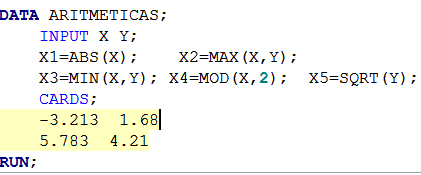 DATA ARITMETICAS;
INPUT X Y;
X1=ABS(X); X2=MAX(X,Y);
X3=MIN(X,Y); X4=MOD(X,2); X5=SQRT(Y);
CARDS;
-3.213 1.68
5.783 4.21
RUN;